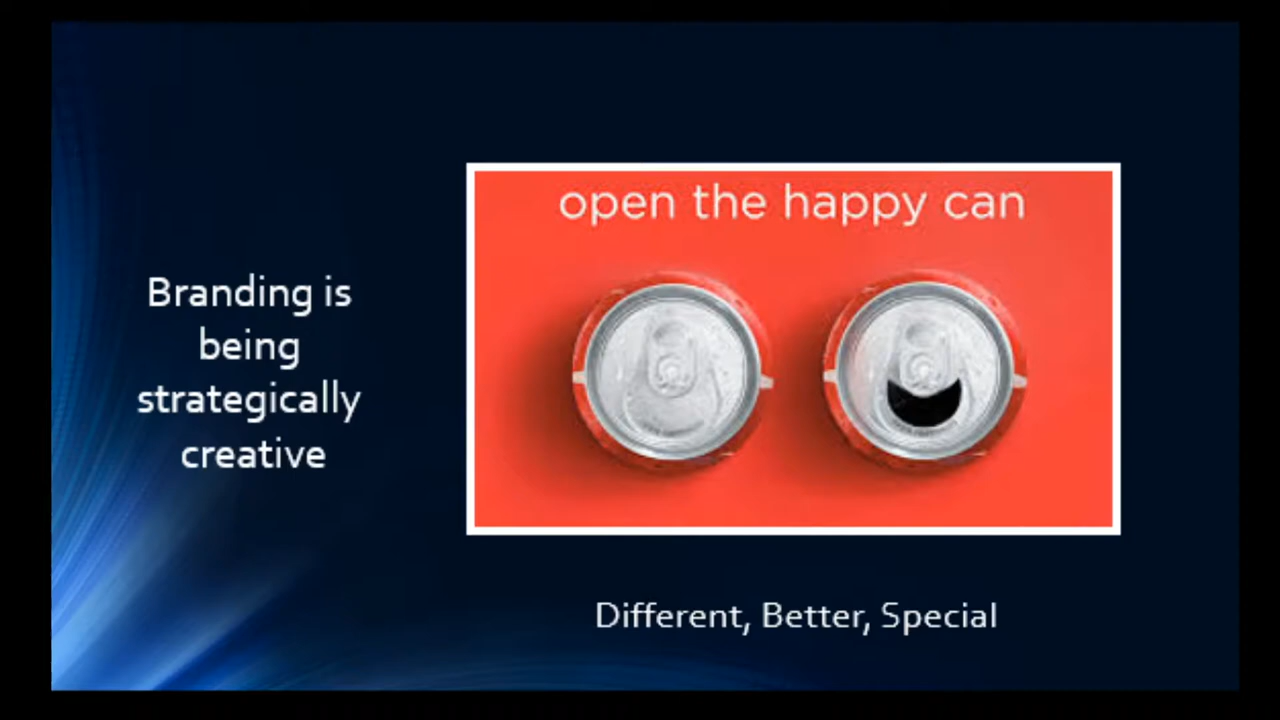 Branding is
being
strategically
creative
open the happy can
Different, Better, Special